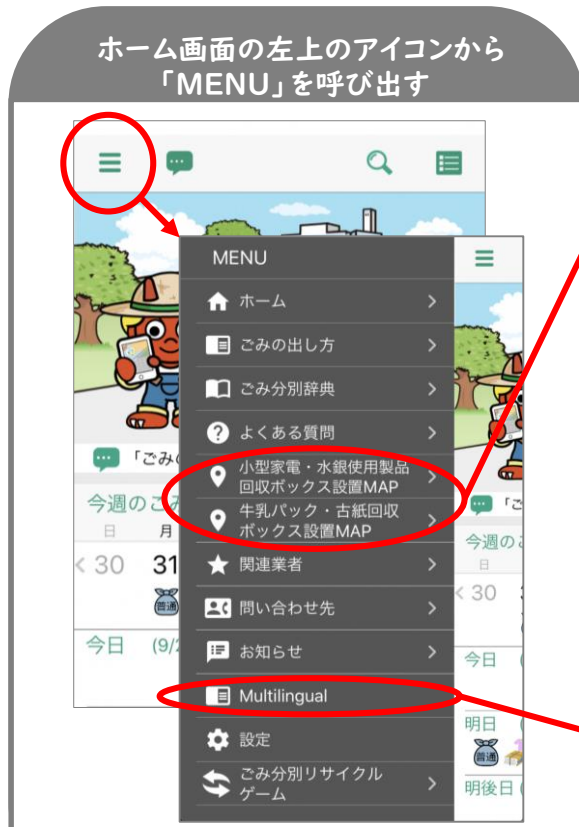 ホーム画面の左上のアイコンから
「MENU」を呼び出す
MENU
ホーム
ごみの出し方
ごみ分別辞典
よくある質問
小型家電・水銀使用製品
回収ボックス設置MAP
牛乳パック・古紙回収
ボックス設置MAP
関連業者
問い合わせ先
お知らせ
Multilingual
設定
ごみ分別リサイクル
ゲーム
「ごみ
今週のごみ
日 月
< 30 31
普通
今日 (9/2
「ご
今週の
日
< 30
今日 (
明日 (
普通
明後日 (